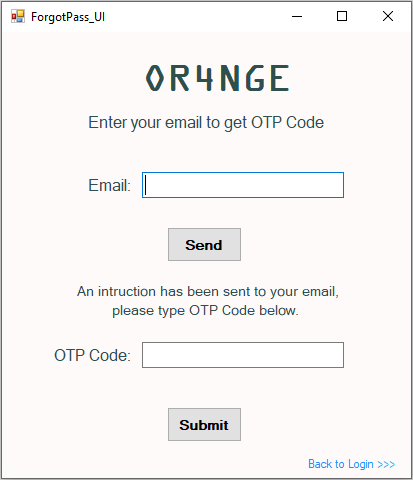 ForgotPass_UI
OR4NGE
Enter your email to get OTP Code
Email:
Send
An intruction has been sent to your email,
please type OTP Code below.
OTP Code:
Submit
Back to Login >>>